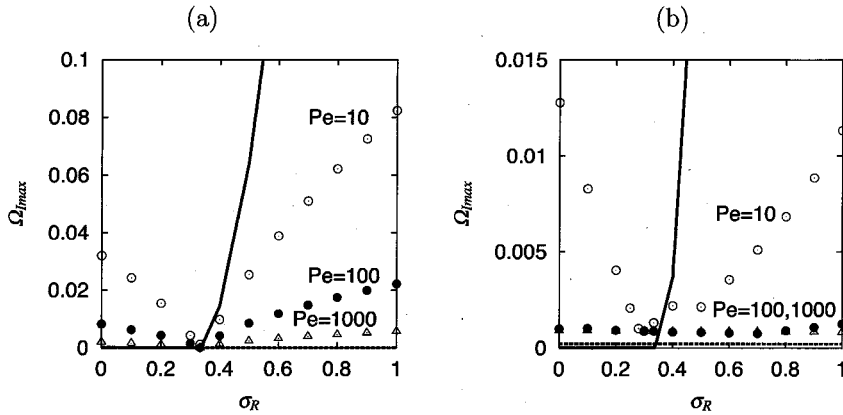 (a)
(b)
0.1
0.08
0.06
0.04
0.02
0
Ω_Imax
Pe=10
Pe=100
Pe=1000
0 0.2 0.4 0.6 0.8 1
σ_R
0.015
0.01
0.005
0
Ω_Imax
Pe=10
Pe=100,1000
0 0.2 0.4 0.6 0.8 1
σ_R